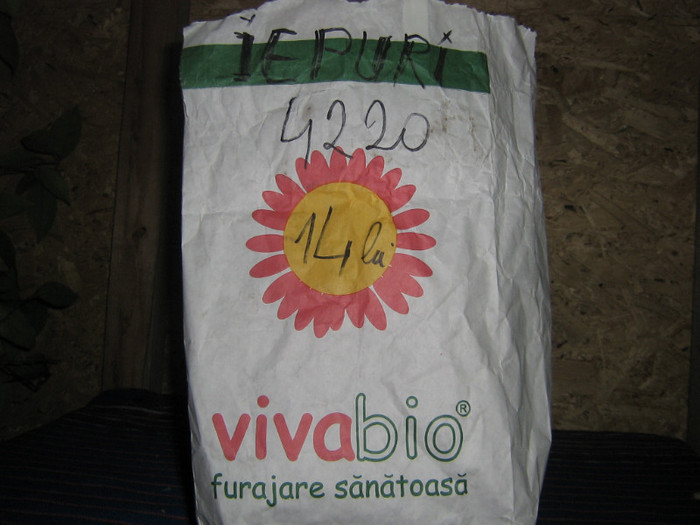 IEPURI
4220
14 lei
vivabio®
furajare sănătoasă